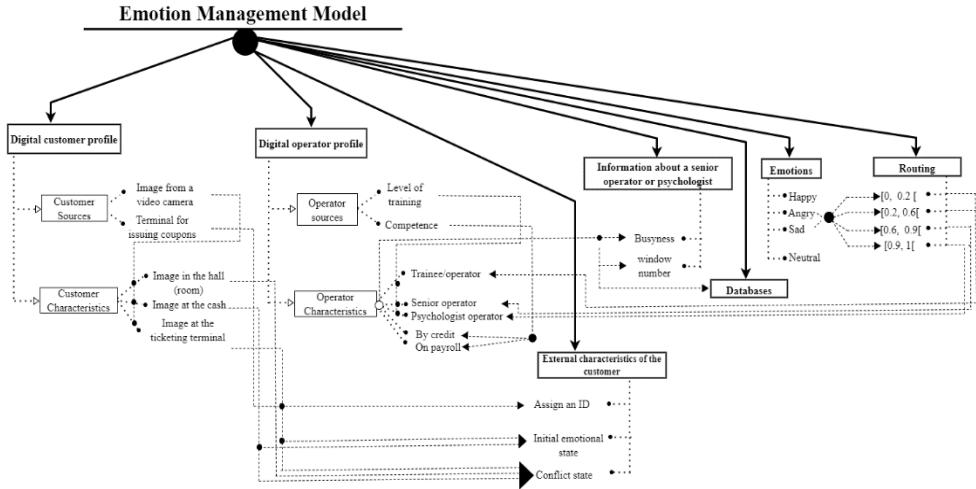 Emotion Management Model
Digital customer profile
Digital operator profile
Information about a senior
operator or psychologist
Emotions
Routing
Customer
Sources
Image from a
video camera
Terminal for
issuing coupons
Operator
sources
Level of
training
Competence
Busyness
window
number
Happy
Angry
Sad
Neutral
[0, 0.2 [
[0.2, 0.6[
[0.6, 0.9[
[0.9, 1[
Databases
Customer
Characteristics
Image in the hall
(room)
Image at the cash
Image at the
ticketing terminal
Operator
Characteristics
Trainee/operator
Senior operator
Psychologist operator
By credit
On payroll
External characteristics of the
customer
Assign an ID
Initial emotional
state
Conflict state